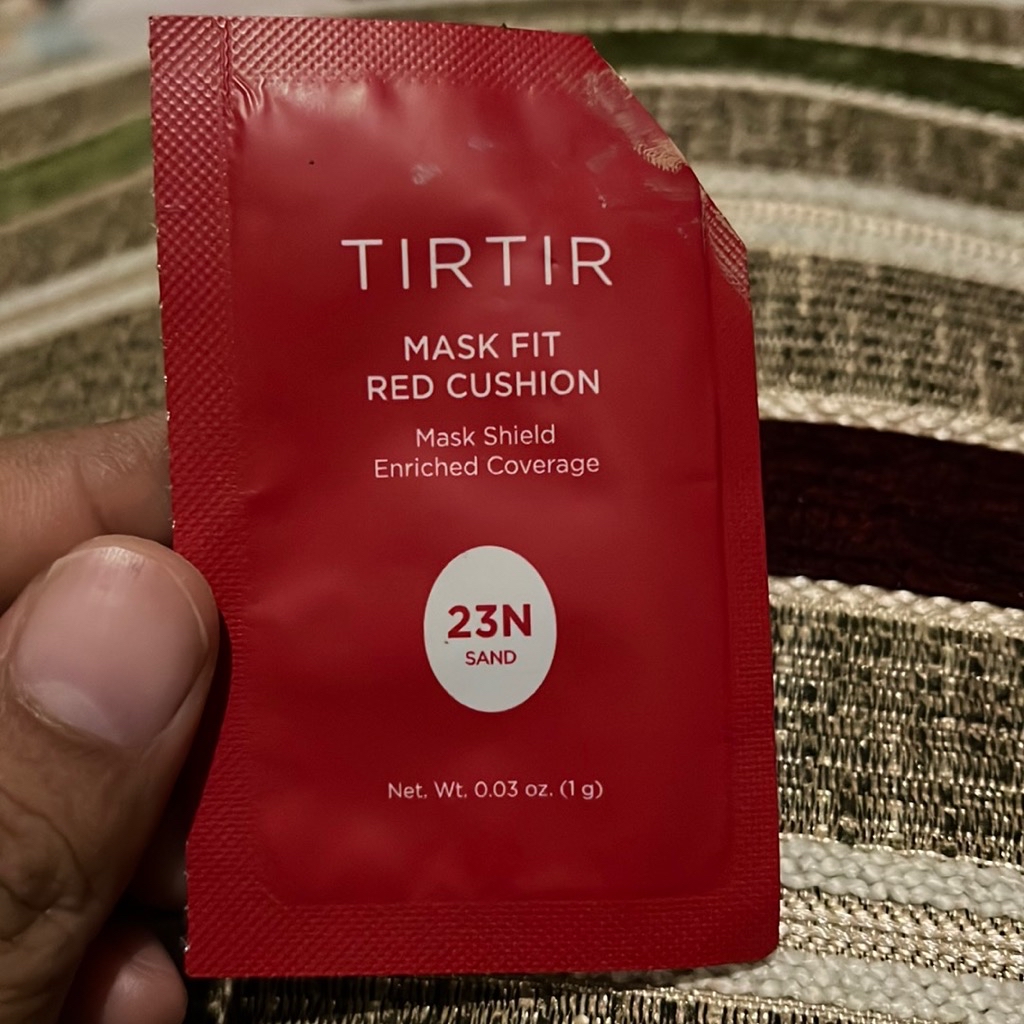 TIRTIR
MASK FIT
RED CUSHION
Mask Shield
Enriched Coverage
23N
SAND
Net. Wt. 0.03 oz. (1 g)